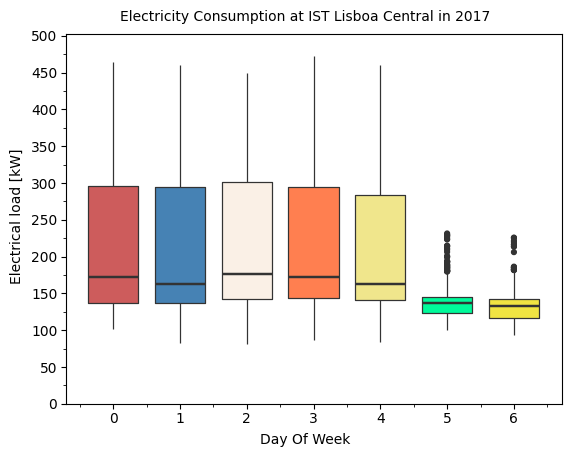 Electricity Consumption at IST Lisboa Central in 2017
500
450
400
350
300
250
200
150
100
50
0
Electrical load [kW]
0 1 2 3 4 5 6
Day Of Week